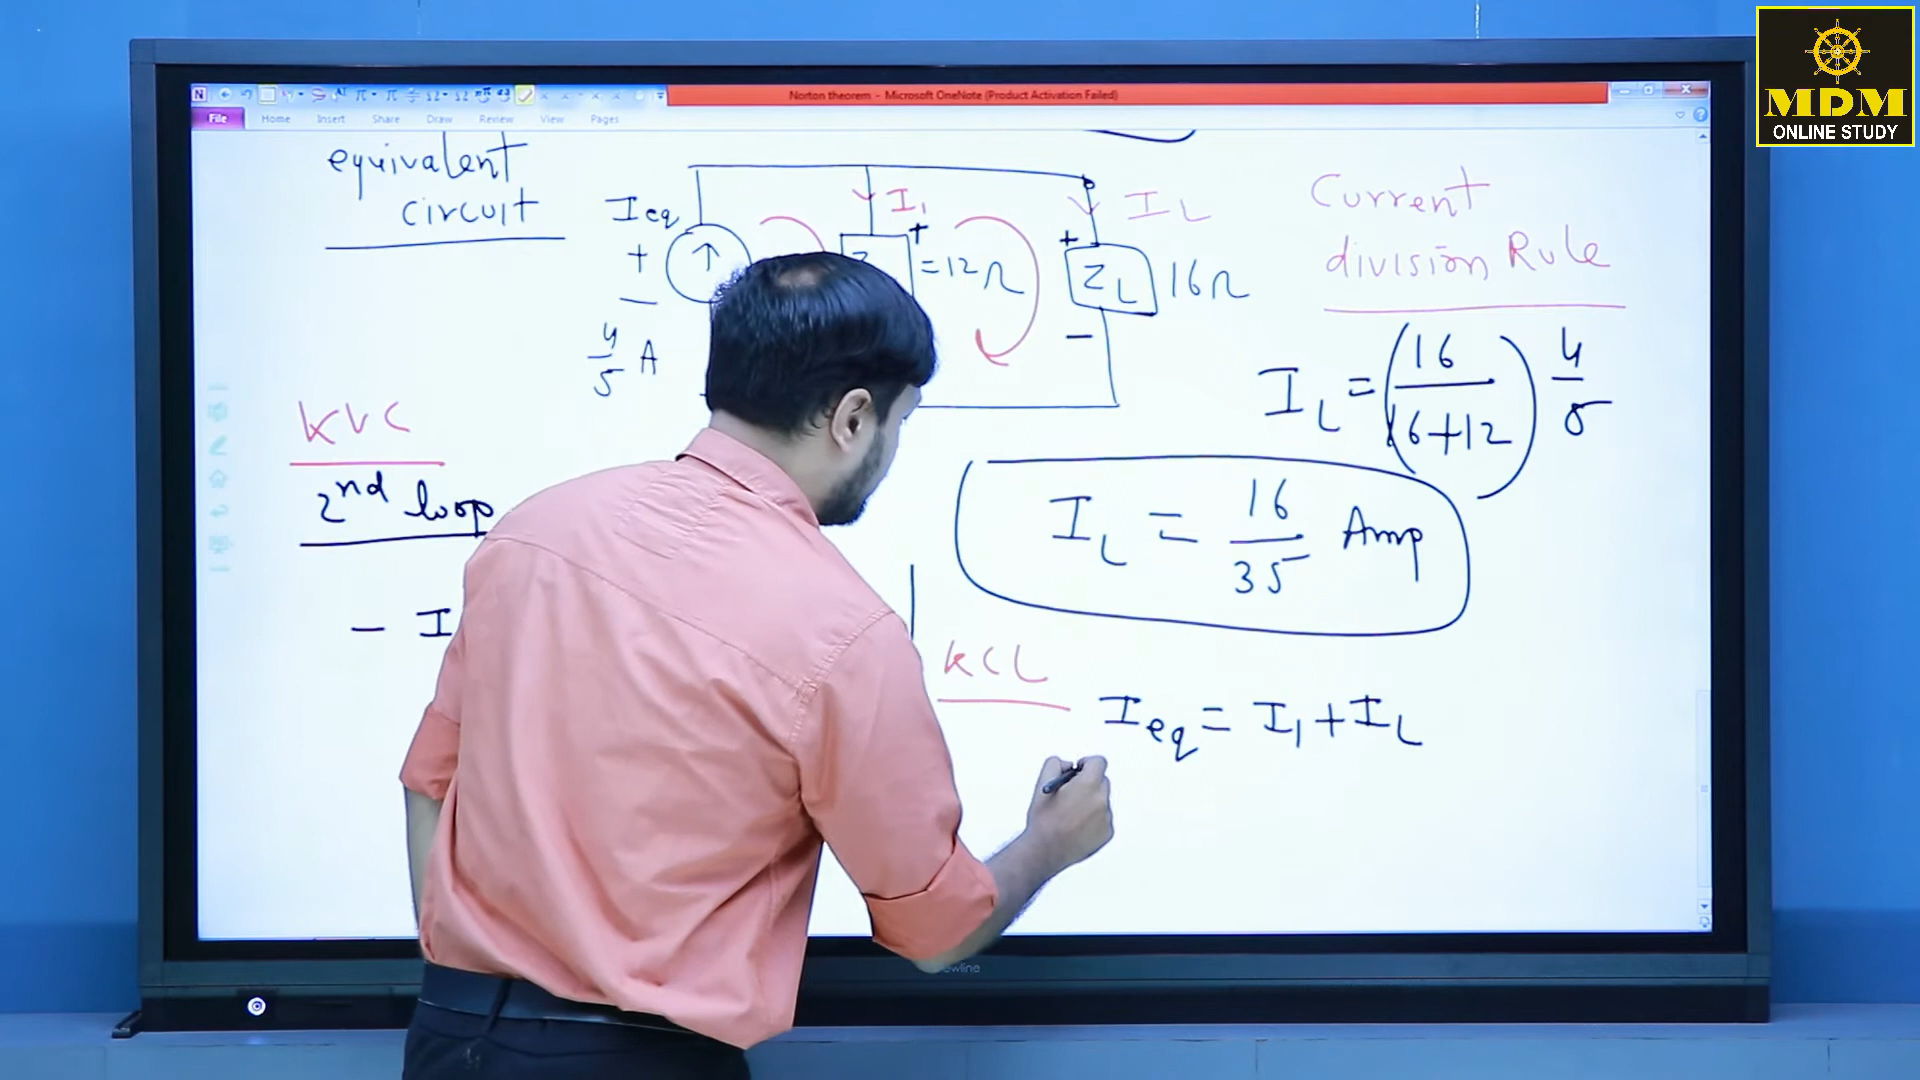 MDM
ONLINE STUDY
Norton theorem - Microsoft OneNote (Product Activation Failed)
File Home Insert Share Draw Review View Pages
equivalent
circuit
Ieq
+
−
4/5 A
I1
+
=12Ω
IL
+
ZL 16Ω
−
Current
division Rule
IL = (16/16+12) 4/5
IL = 16/35 Amp
KVL
2nd loop
− I
KCL
Ieq = I1 + IL